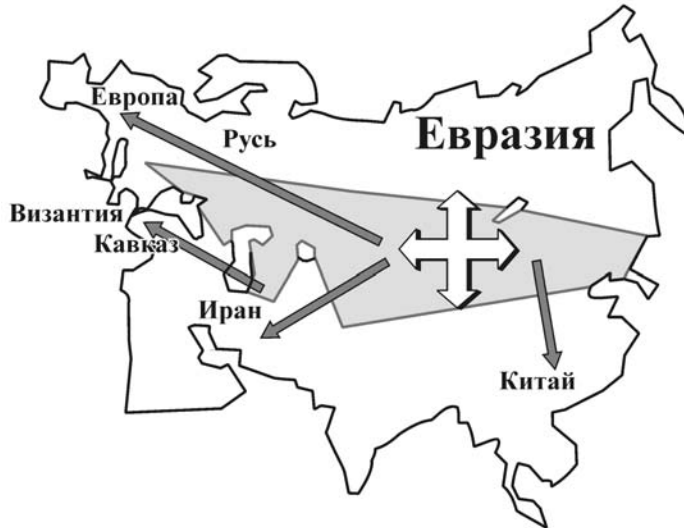 Европа
Русь
Евразия
Византия
Кавказ
Иран
Китай